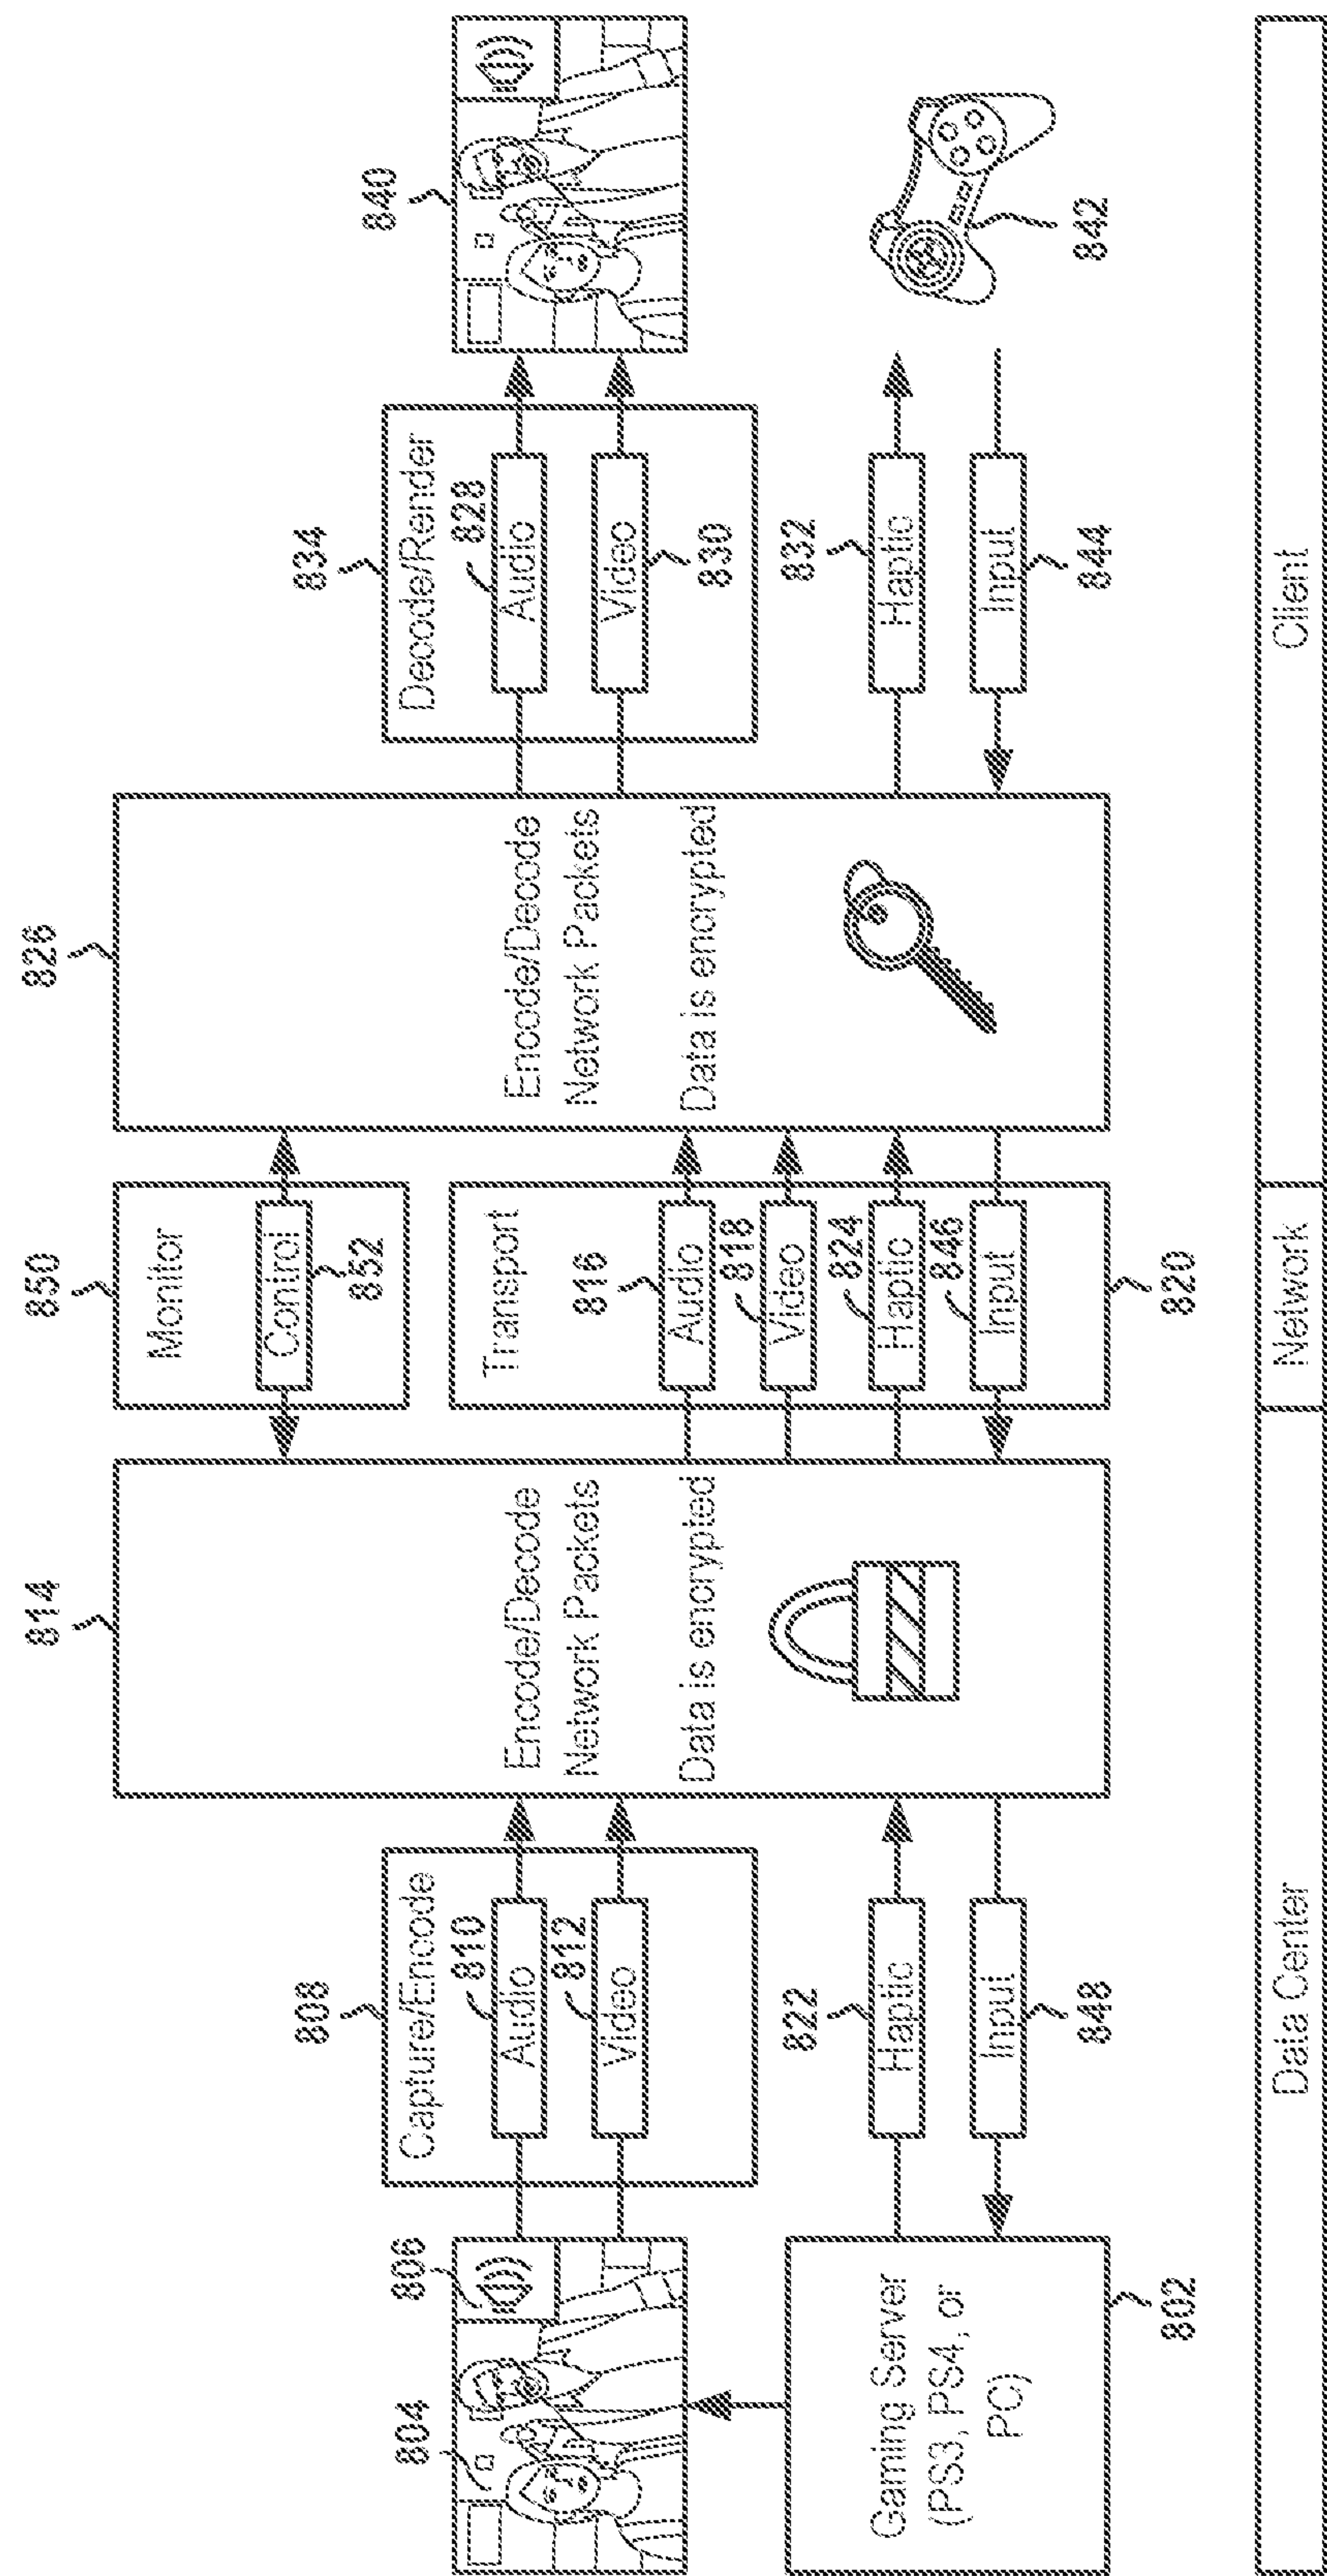 804
806
Gaming Server
(PS3, PS4, or
PC)
802
808
Capture/Encode
810
Audio
812
Video
822
Haptic
Input
848
814
Encode/Decode
Network Packets
Data is encrypted
850
Monitor
Control
852
Transport
816
Audio
818
Video
824
Haptic
846
Input
820
826
Encode/Decode
Network Packets
Data is encrypted
834
Decode/Render
828
Audio
Video
830
832
Haptic
Input
844
840
842
Data Center
Network
Client